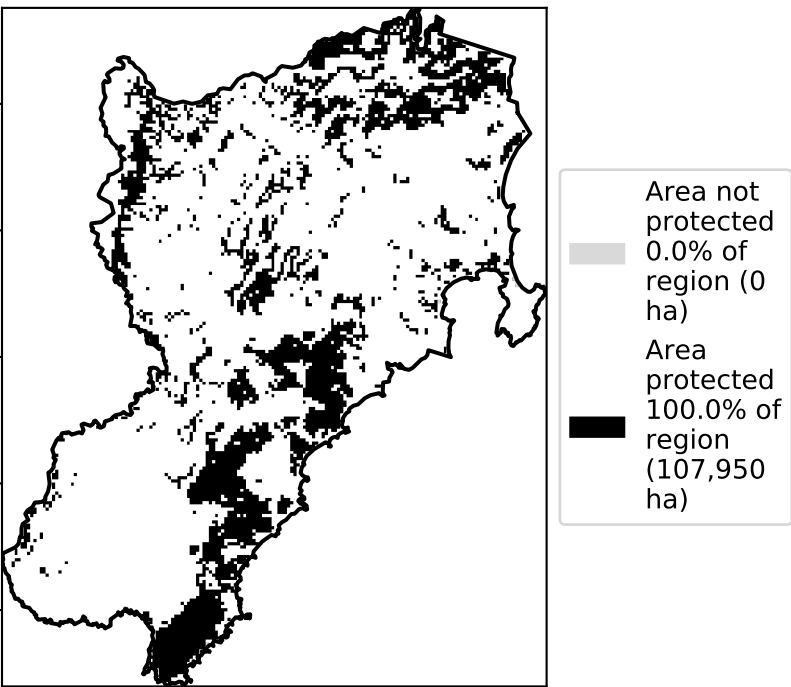 Area not
protected
0.0% of
region (0
ha)
Area
protected
100.0% of
region
(107,950
ha)